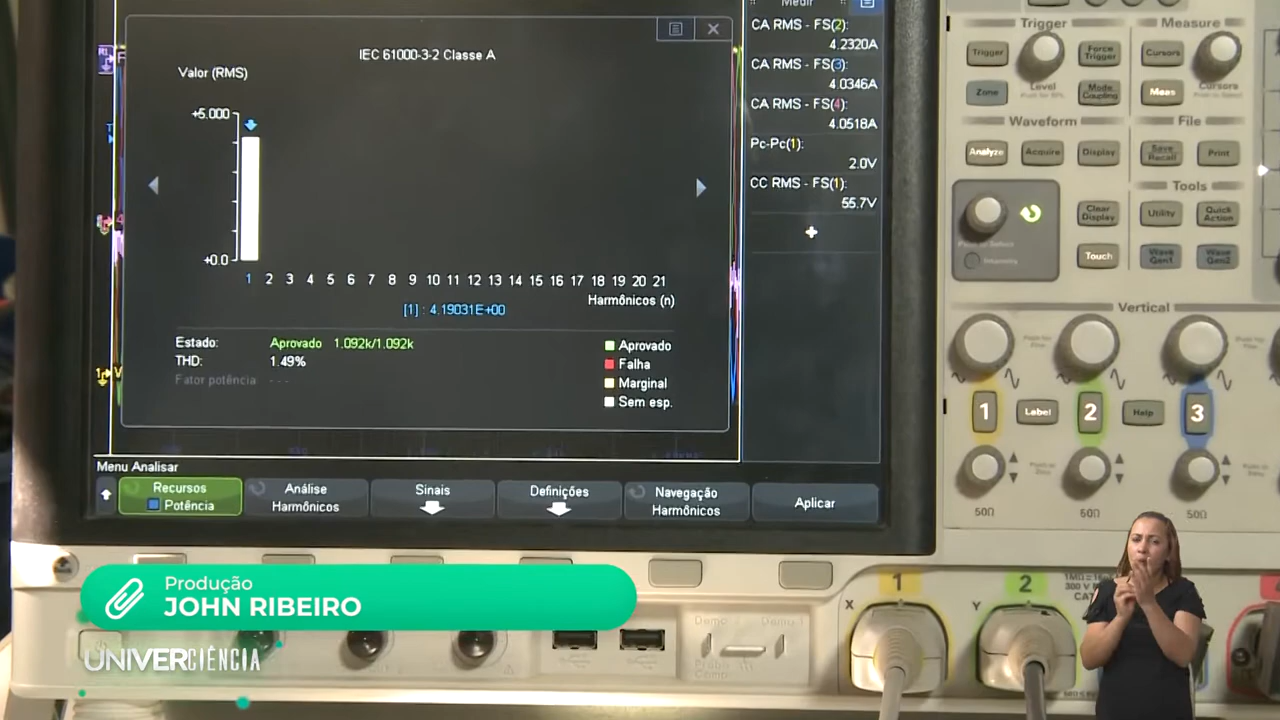 Medir
CA RMS - FS(2):
4.2320A
CA RMS - FS(3):
4.0346A
CA RMS - FS(4):
4.0518A
Pc-Pc(1):
2.0V
CC RMS - FS(1):
55.7V
IEC 61000-3-2 Classe A
Valor (RMS)
+5.000
+0.0
1 2 3 4 5 6 7 8 9 10 11 12 13 14 15 16 17 18 19 20 21
Harmônicos (n)
[1] : 4.19031E+00
Estado: Aprovado 1.092k/1.092k
THD: 1.49%
Fator potência: - - -
Aprovado
Falha
Marginal
Sem esp.
Menu Analisar
Recursos
Potência
Análise
Harmônicos
Sinais
Definições
Navegação
Harmônicos
Aplicar
Trigger
Measure
Trigger
Force
Trigger
Cursors
Level
Cursors
Zone
Mode
Coupling
Meas
Waveform
File
Analyze
Acquire
Display
Save
Recall
Print
Tools
Clear
Display
Utility
Quick
Action
Touch
Wave
Gen1
Wave
Gen2
Vertical
1
Label
2
Help
3
50Ω
50Ω
50Ω
Produção
JOHN RIBEIRO
UNIVERCIÊNCIA
X
1
Y
2